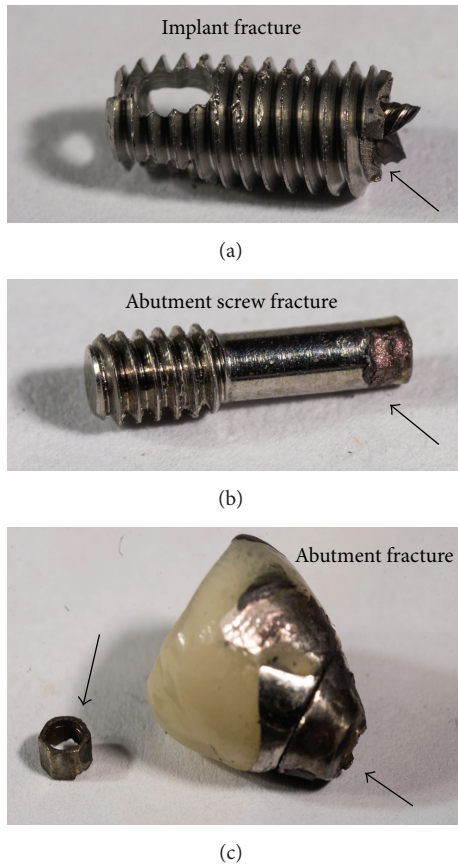 Implant fracture
(a)
Abutment screw fracture
(b)
Abutment fracture
(c)